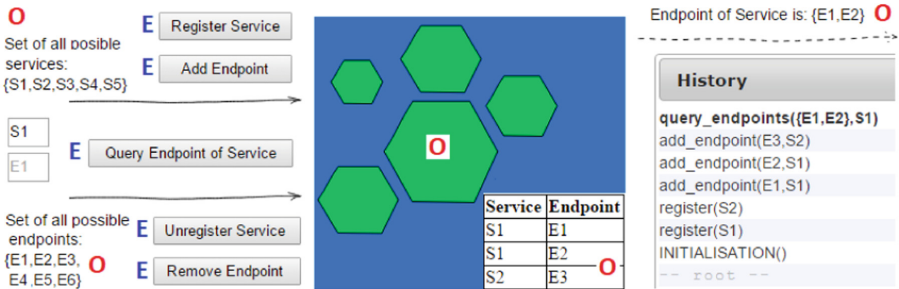 O
Set of all posible
services:
{S1,S2,S3,S4,S5}
E Register Service
E Add Endpoint
S1
E1
E Query Endpoint of Service
Set of all possible
endpoints:
{E1,E2,E3,
E4,E5,E6}
O
E Unregister Service
E Remove Endpoint
O
Service Endpoint
S1 E1
S1 E2
S2 E3
O
Endpoint of Service is: {E1,E2} O
History
query_endpoints({E1,E2},S1)
add_endpoint(E3,S2)
add_endpoint(E2,S1)
add_endpoint(E1,S1)
register(S2)
register(S1)
INITIALISATION()
-- root --